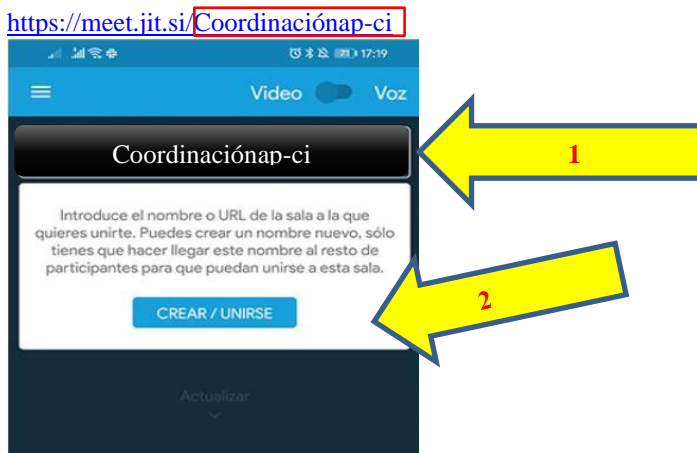 https://meet.jit.si/Coordinaciónap-ci
71 17:19
Video Voz
Coordinaciónap-ci
1
Introduce el nombre o URL de la sala a la que
quieres unirte. Puedes crear un nombre nuevo, sólo
tienes que hacer llegar este nombre al resto de
participantes para que puedan unirse a esta sala.
2
CREAR / UNIRSE
Actualizar